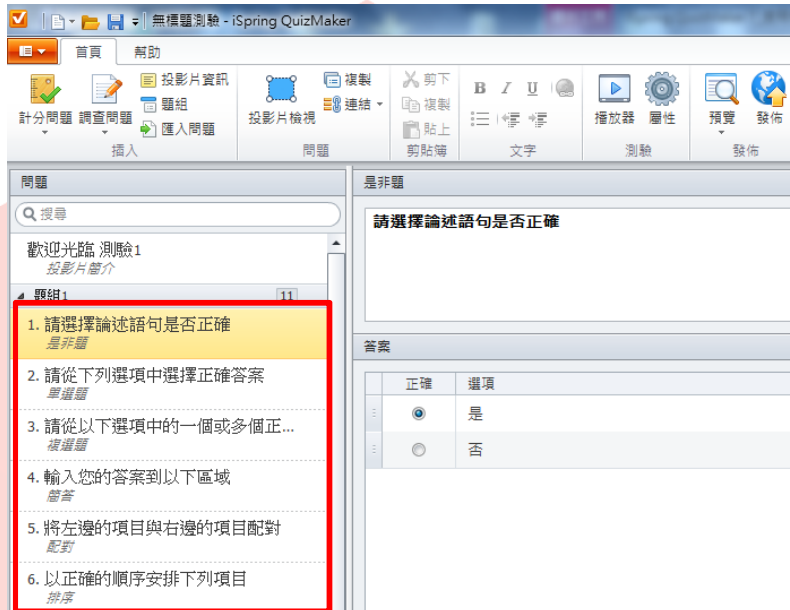 無標題測驗 - iSpring QuizMaker
首頁 幫助
計分問題 調查問題 投影片資訊 題組 匯入問題
投影片檢視 複製 連結
剪下 複製 貼上
B I U
播放器 屬性
預覽 發佈
插入 問題 剪貼簿 文字 測驗 發佈
問題
搜尋
歡迎光臨 測驗1
投影片簡介
題組1 11
1. 請選擇論述語句是否正確
是非題
2. 請從下列選項中選擇正確答案
單選題
3. 請從以下選項中的一個或多個正...
複選題
4. 輸入您的答案到以下區域
簡答
5. 將左邊的項目與右邊的項目配對
配對
6. 以正確的順序安排下列項目
排序
是非題
請選擇論述語句是否正確
答案
正確 選項
是
否